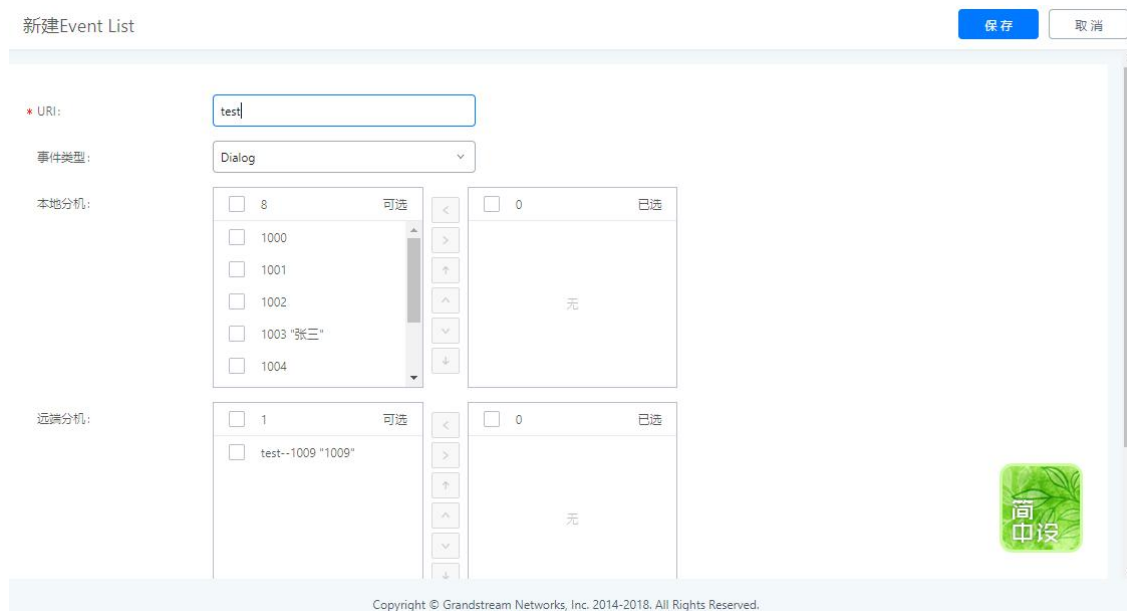 新建Event List
保存
取消
* URI:
test
事件类型:
Dialog
本地分机:
8 可选
0 已选
1000
1001
1002
1003 "张三"
1004
无
远端分机:
1 可选
0 已选
test--1009 "1009"
无
简
中设
Copyright © Grandstream Networks, Inc. 2014-2018. All Rights Reserved.